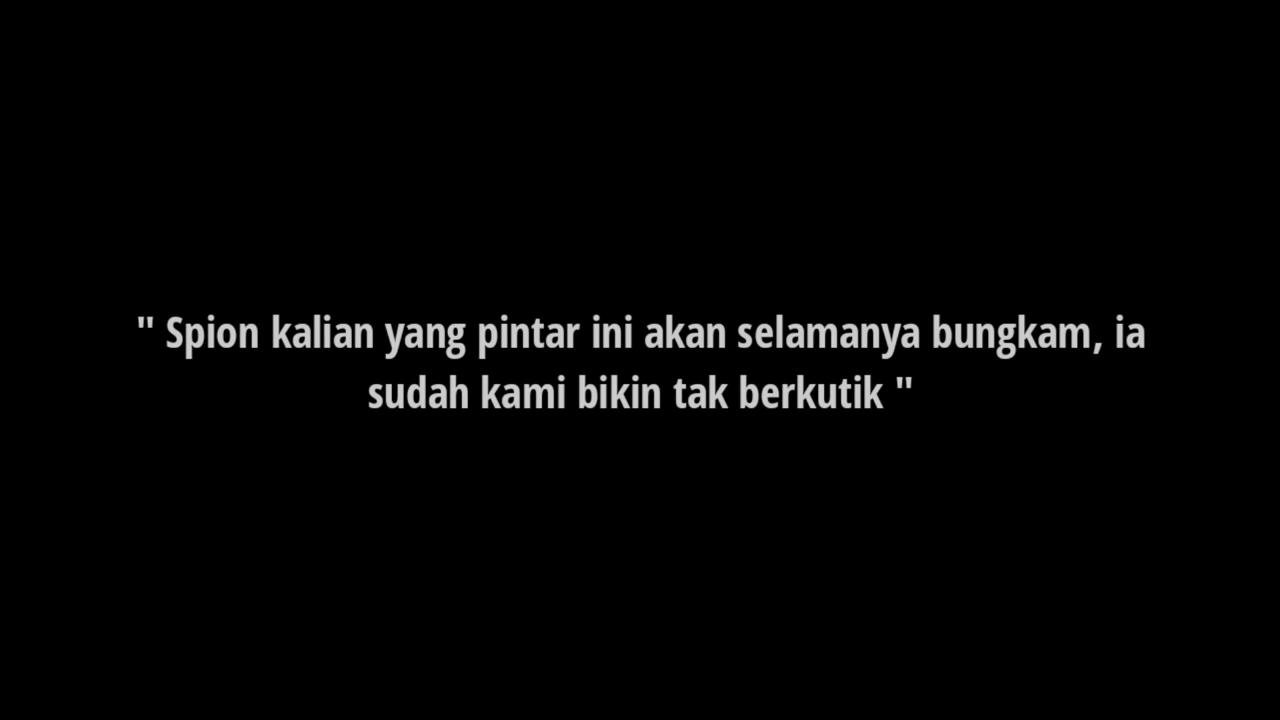 " Spion kalian yang pintar ini akan selamanya bungkam, ia
sudah kami bikin tak berkutik "